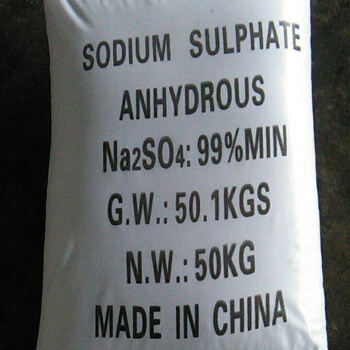 SODIUM SULPHATE
ANHYDROUS
Na2SO4: 99%MIN
G.W.: 50.1KGS
N.W.: 50KG
MADE IN CHINA